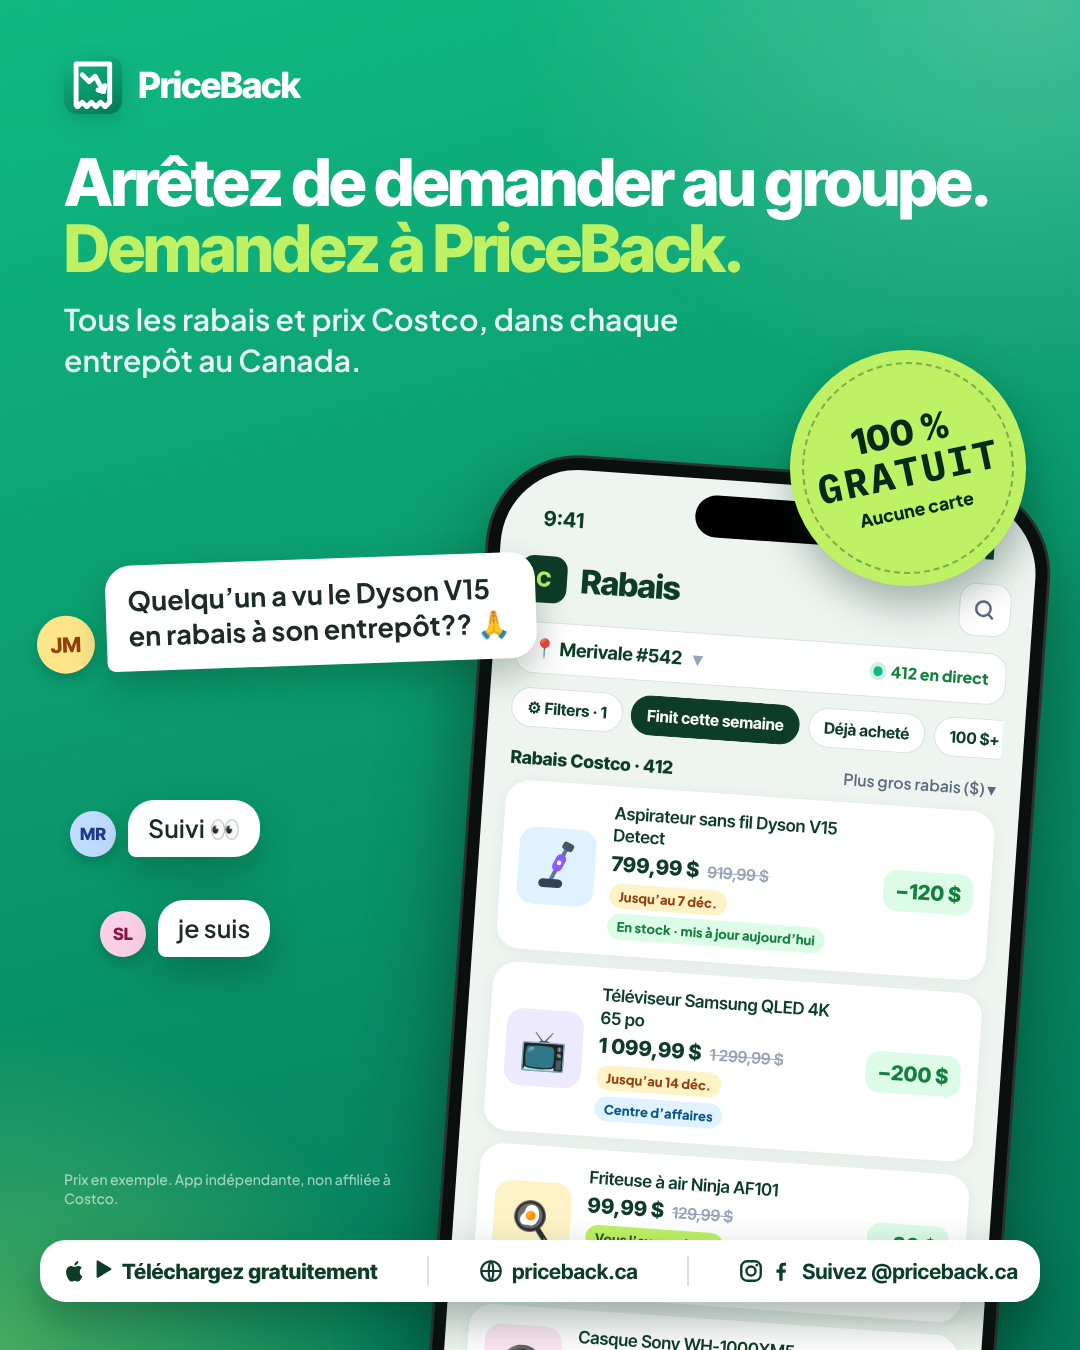 PriceBack
Arrêtez de demander au groupe.
Demandez à PriceBack.
Tous les rabais et prix Costco, dans chaque
entrepôt au Canada.
100 %
GRATUIT
Aucune carte
9:41
C
Rabais
Quelqu’un a vu le Dyson V15
en rabais à son entrepôt?? 🙏
JM
📍 Merivale #542 ▼
412 en direct
⚙ Filters · 1
Finit cette semaine
Déjà acheté
100 $+
Rabais Costco · 412
Plus gros rabais ($) ▾
MR
Suivi 👀
SL
je suis
Aspirateur sans fil Dyson V15
Detect
799,99 $ 919,99 $
Jusqu’au 7 déc.
En stock · mis à jour aujourd’hui
−120 $
Téléviseur Samsung QLED 4K
65 po
1 099,99 $ 1 299,99 $
Jusqu’au 14 déc.
Centre d’affaires
−200 $
Friteuse à air Ninja AF101
99,99 $ 129,99 $
Prix en exemple. App indépendante, non affiliée à
Costco.
Téléchargez gratuitement
priceback.ca
Suivez @priceback.ca
Casque Sony WH-1000XM5